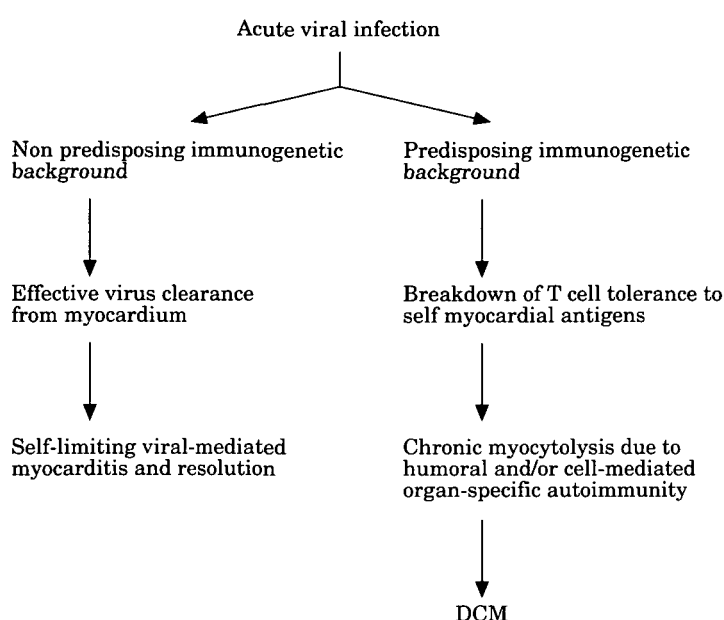 Acute viral infection
Non predisposing immunogenetic
background
Predisposing immunogenetic
background
Effective virus clearance
from myocardium
Breakdown of T cell tolerance to
self myocardial antigens
Self-limiting viral-mediated
myocarditis and resolution
Chronic myocytolysis due to
humoral and/or cell-mediated
organ-specific autoimmunity
DCM